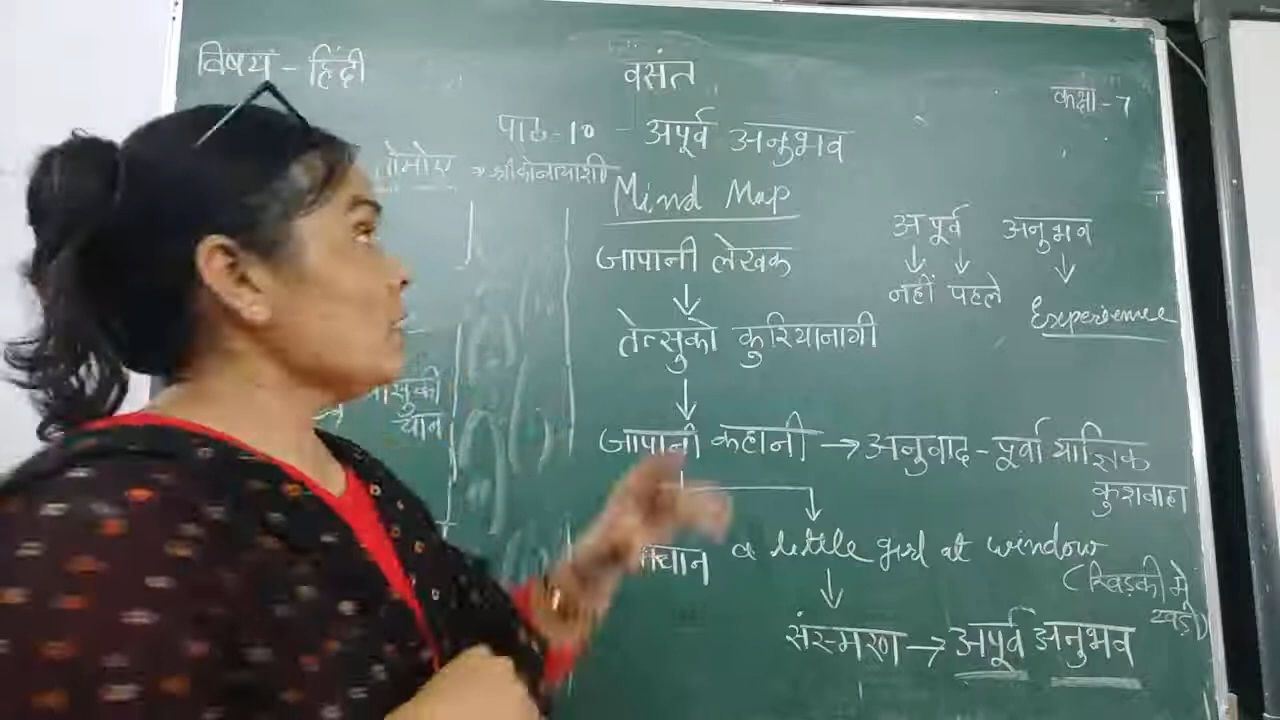 विषय - हिंदी
वसंत
कक्षा - 7
पाठ-10 - अपूर्व अनुभव
Mind Map
जापानी लेखक
तेत्सुको कुरियानागी
जापानी कहानी → अनुवाद - पूर्वा याज्ञिक
कुशवाहा
a little girl at window
(खिड़की में
खड़ी)
संस्मरण → अपूर्व अनुभव
अपूर्व अनुभव
नहीं पहले
Experience
चान